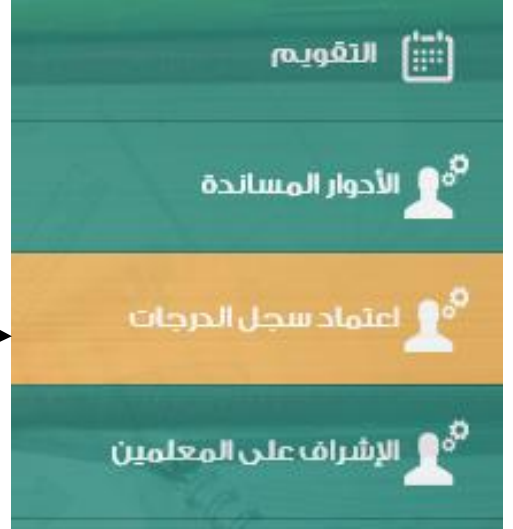 التقويم
الأدوار المساندة
اعتماد سجل الدرجات
الإشراف على المعلمين